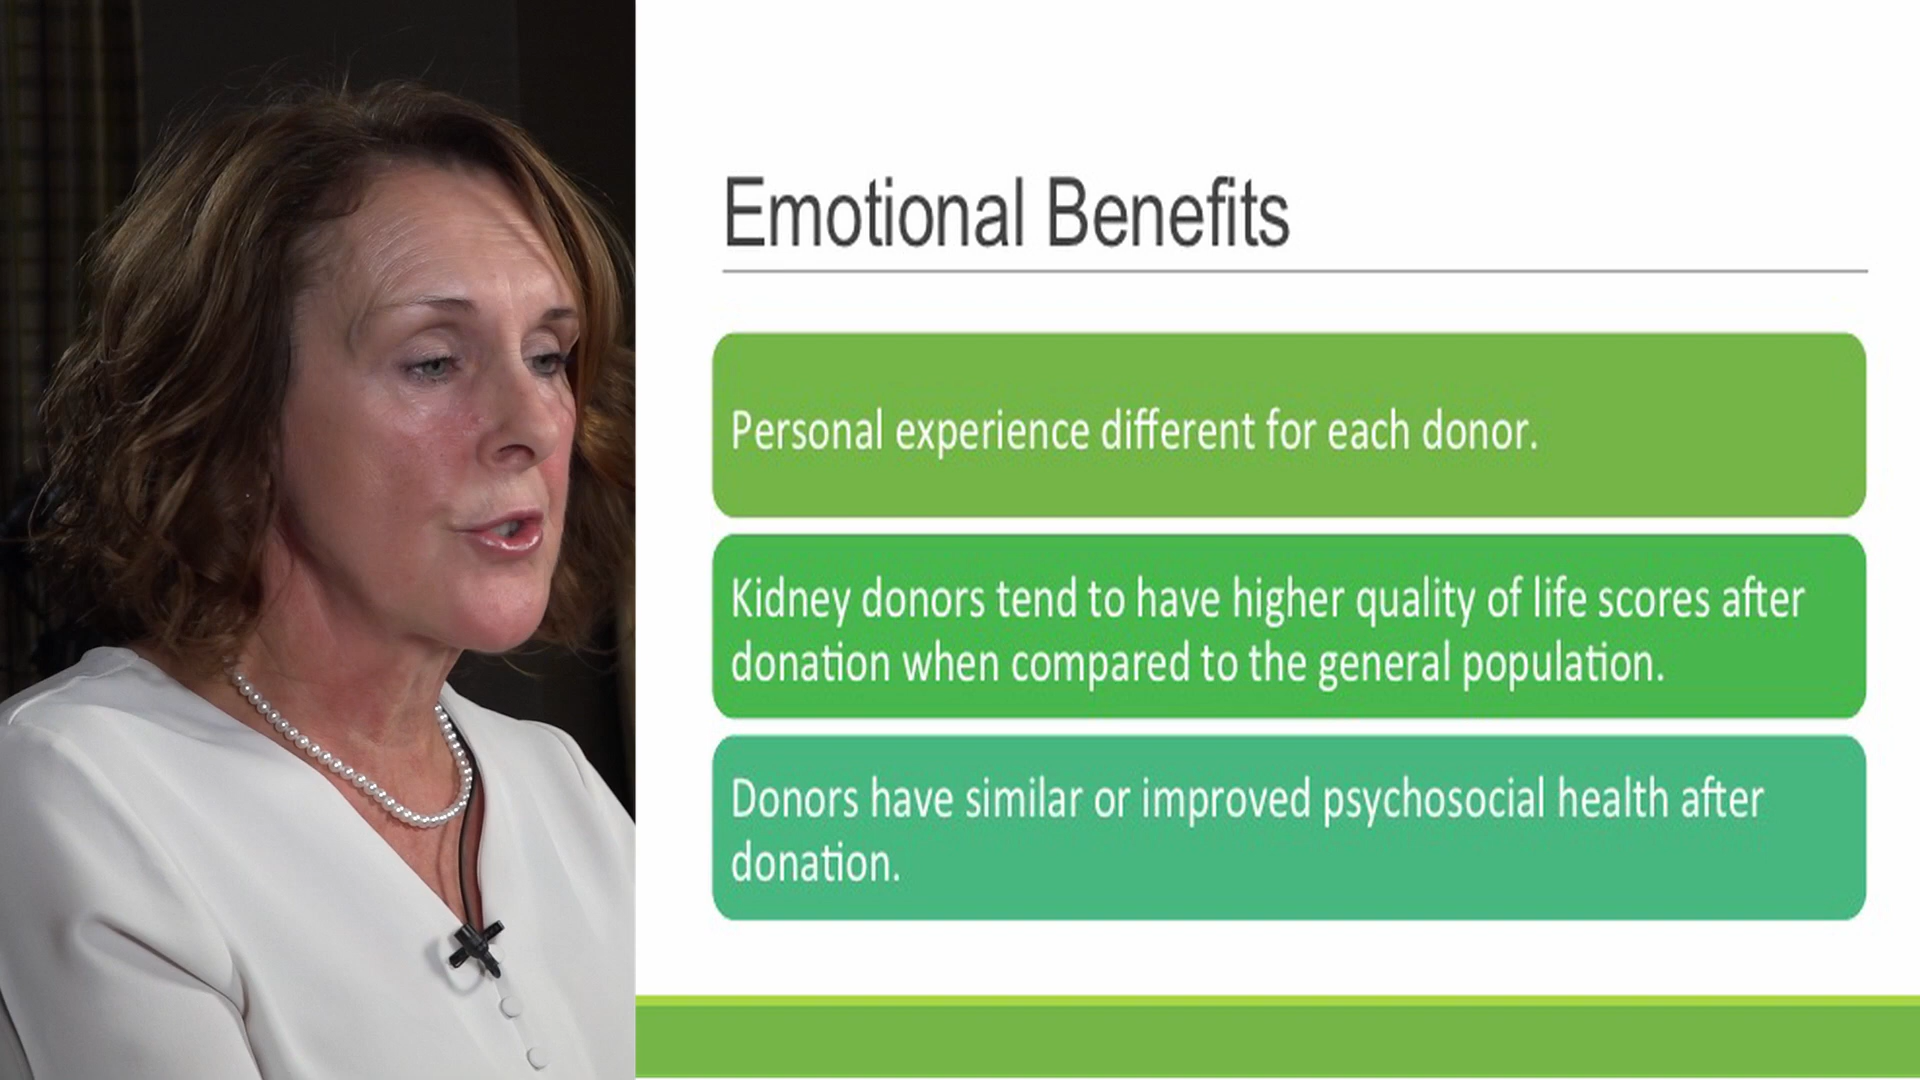 Emotional Benefits
Personal experience different for each donor.
Kidney donors tend to have higher quality of life scores after
donation when compared to the general population.
Donors have similar or improved psychosocial health after
donation.